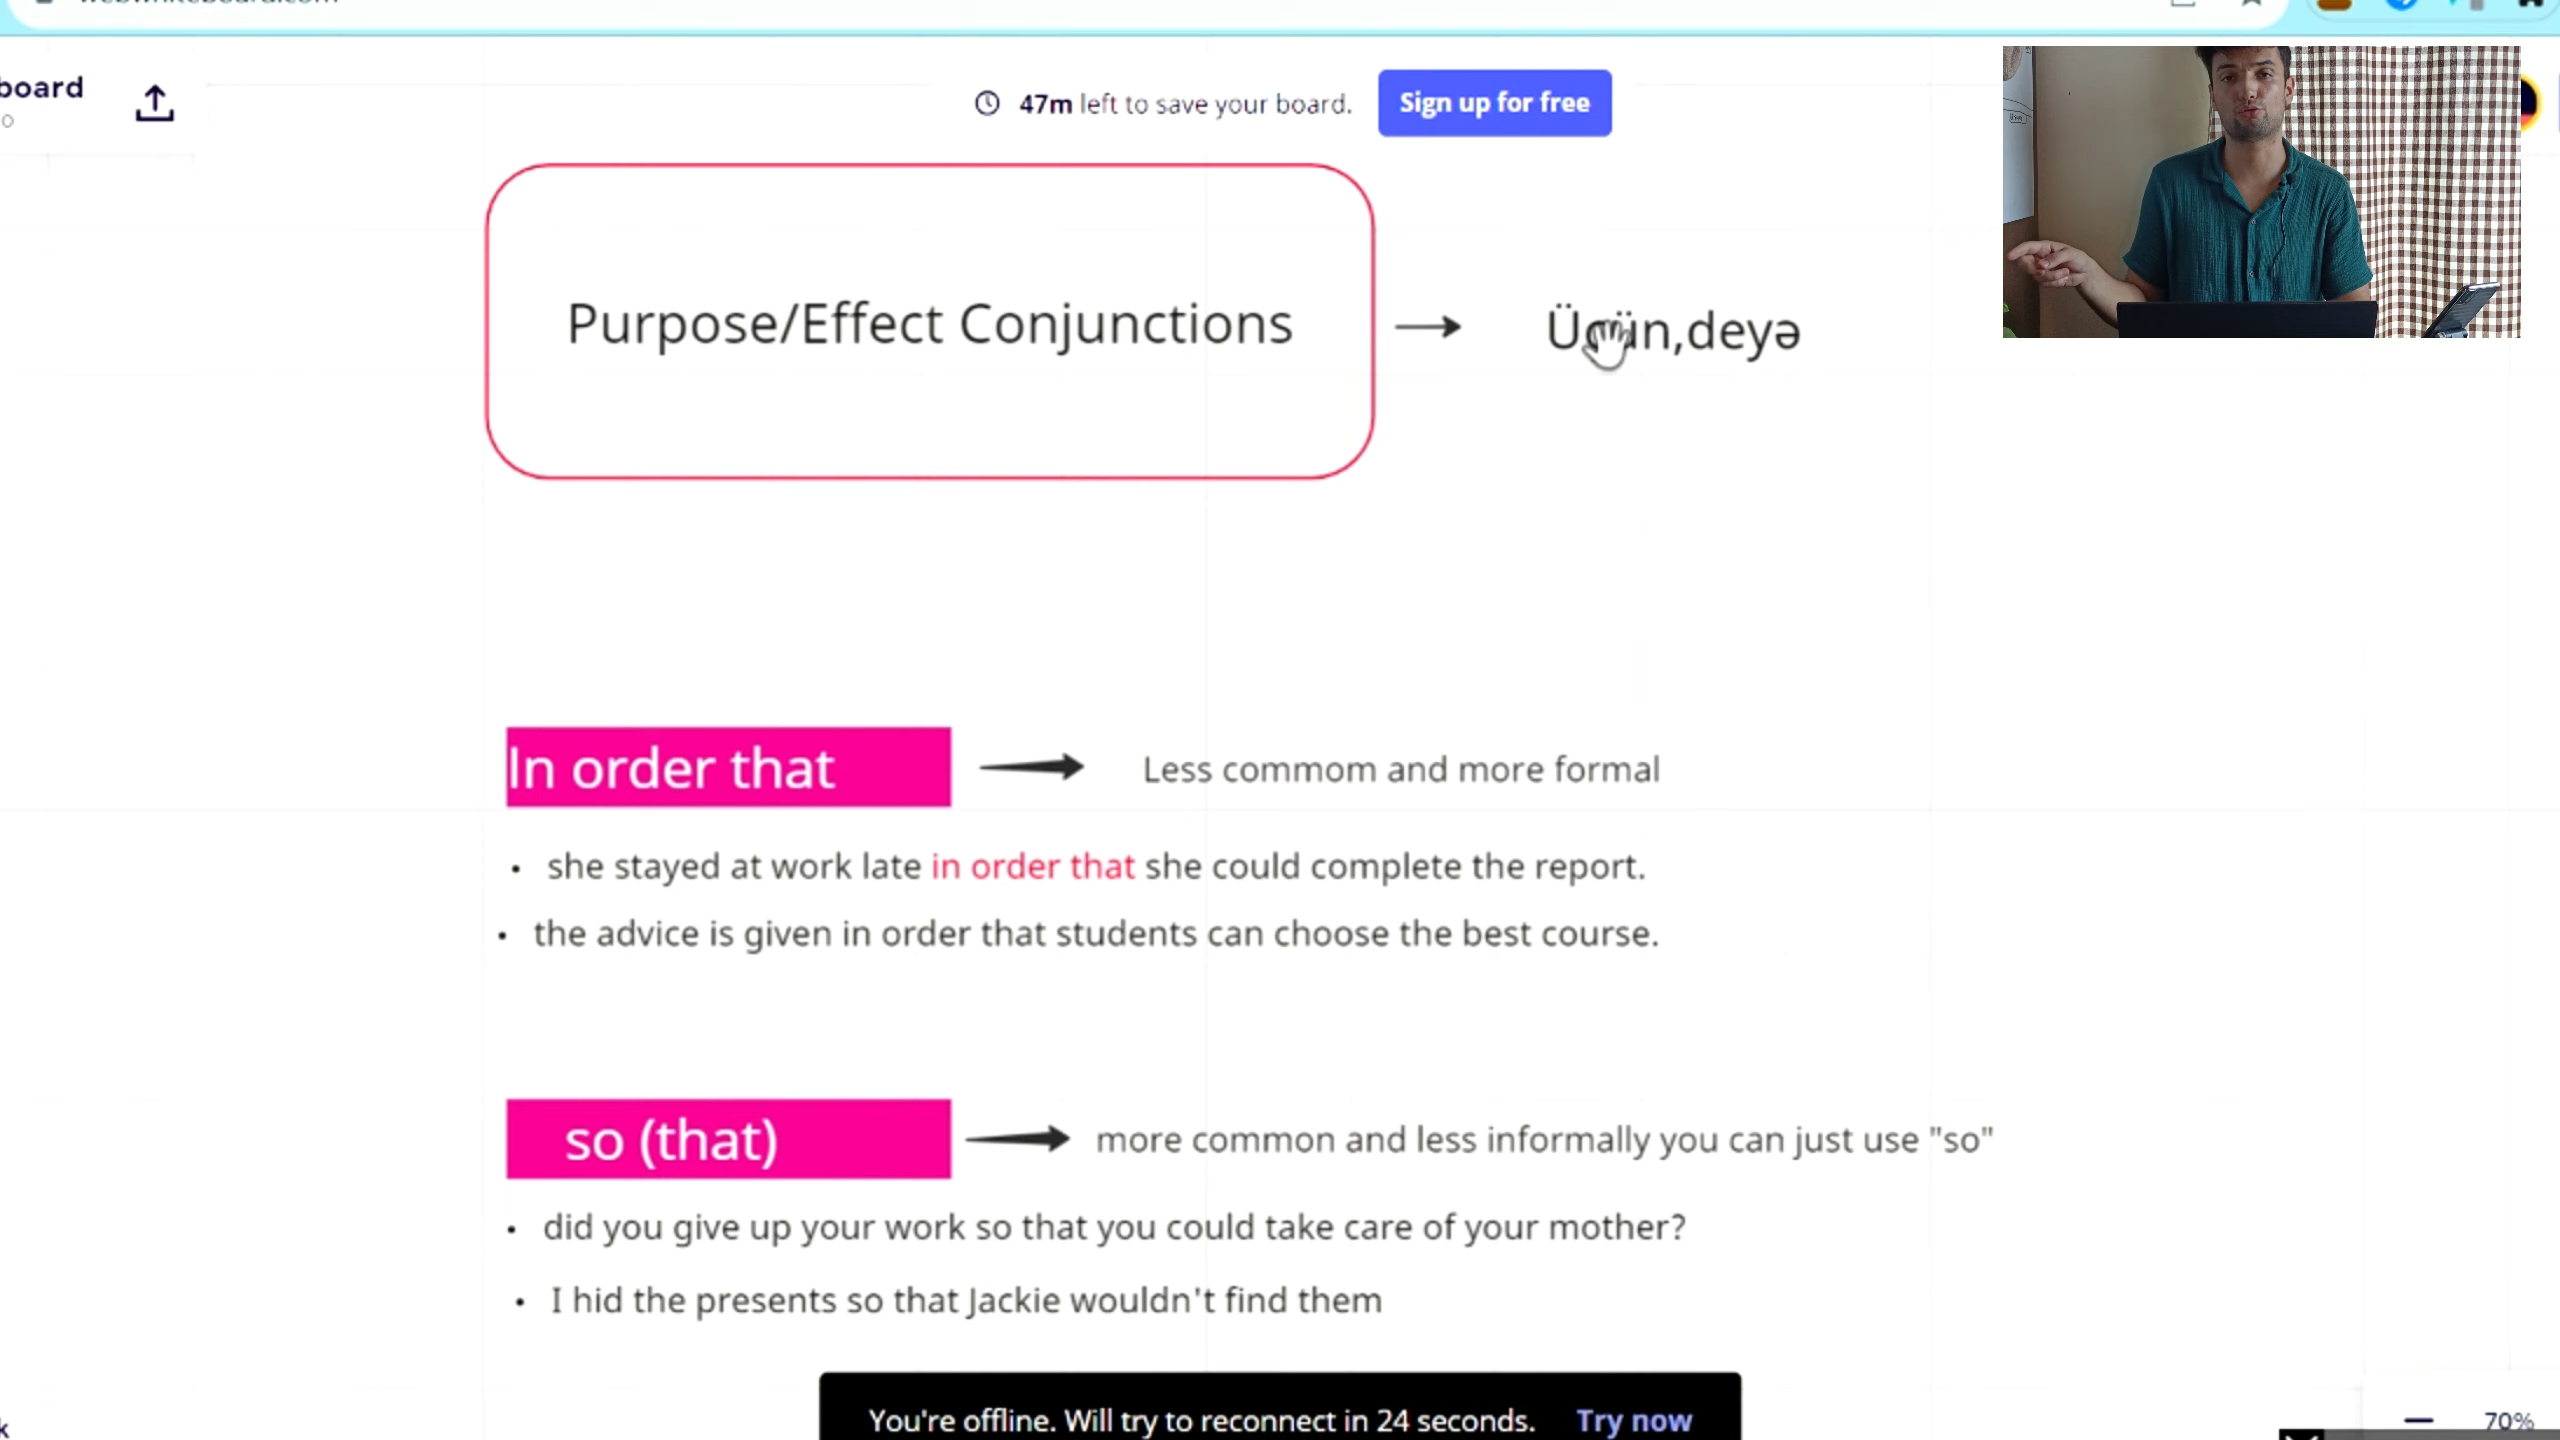 board
47m left to save your board.
Sign up for free
Purpose/Effect Conjunctions
,deyə
In order that
Less commom and more formal
• she stayed at work late in order that she could complete the report.
• the advice is given in order that students can choose the best course.
so (that)
more common and less informally you can just use "so"
• did you give up your work so that you could take care of your mother?
• I hid the presents so that Jackie wouldn't find them
You're offline. Will try to reconnect in 24 seconds. Try now
70%